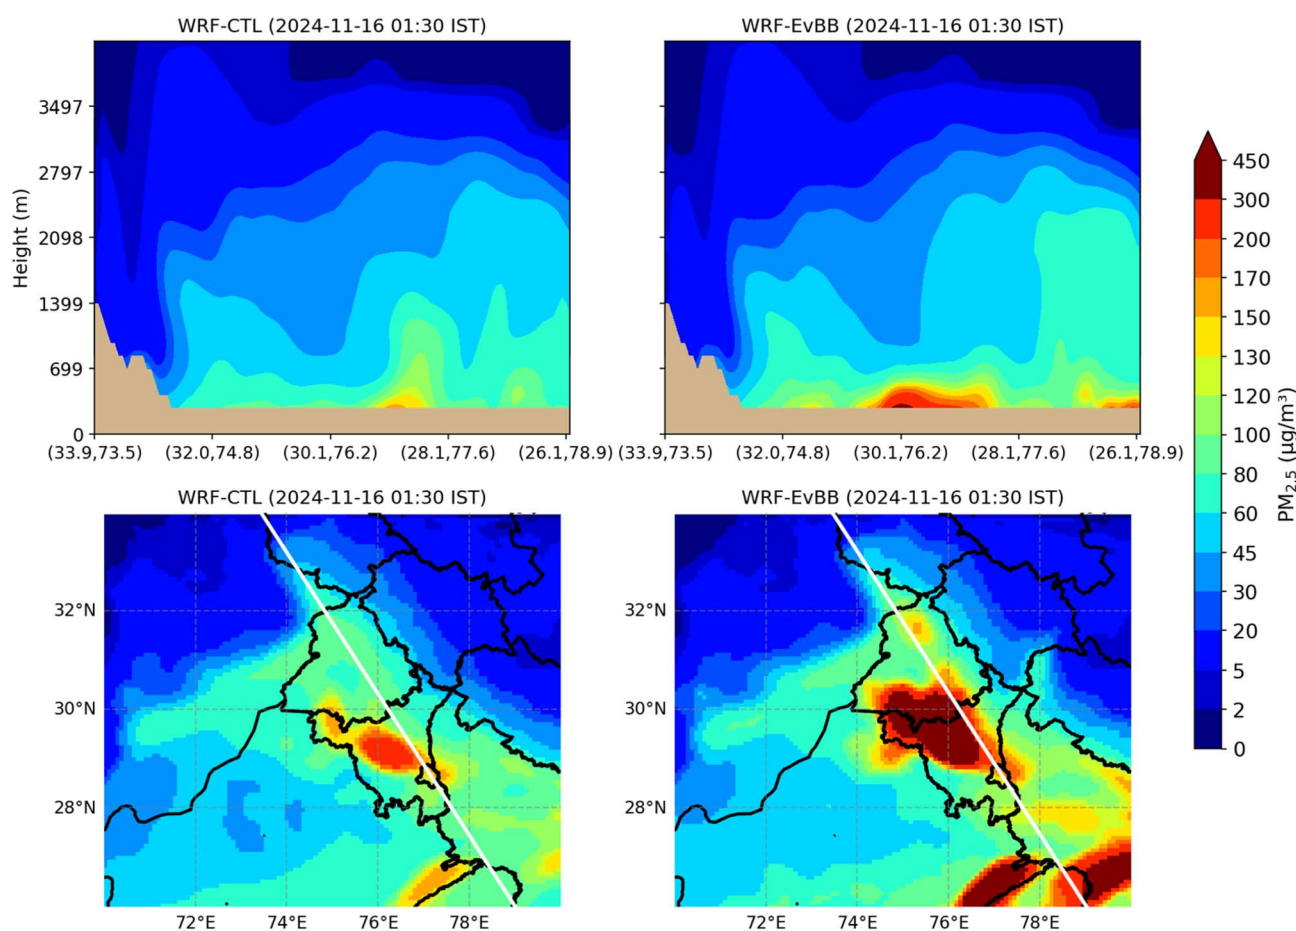 WRF-CTL (2024-11-16 01:30 IST)
WRF-EvBB (2024-11-16 01:30 IST)
Height (m)
3497
2797
2098
1399
699
0
(33.9,73.5) (32.0,74.8) (30.1,76.2) (28.1,77.6) (26.1,78.9)
(33.9,73.5) (32.0,74.8) (30.1,76.2) (28.1,77.6) (26.1,78.9)
WRF-CTL (2024-11-16 01:30 IST)
WRF-EvBB (2024-11-16 01:30 IST)
32°N
30°N
28°N
72°E 74°E 76°E 78°E
32°N
30°N
28°N
72°E 74°E 76°E 78°E
450
300
200
170
150
130
120
100
80
60
45
30
20
5
2
0
PM2.5 (μg/m³)